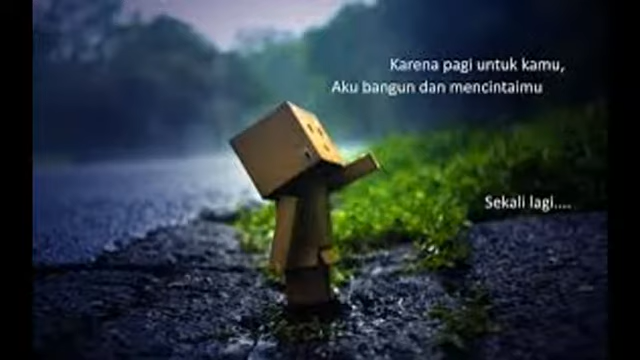 Karena pagi untuk kamu,
Aku bangun dan mencintaimu
Sekali lagi....